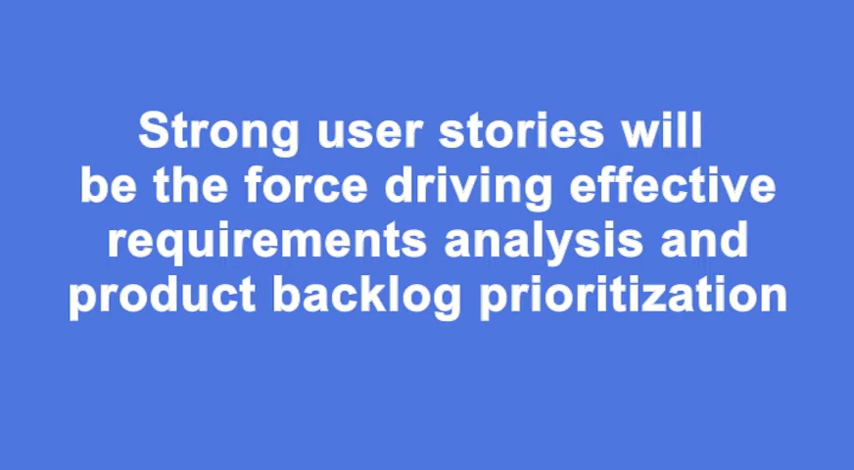 Strong user stories will
be the force driving effective
requirements analysis and
product backlog prioritization